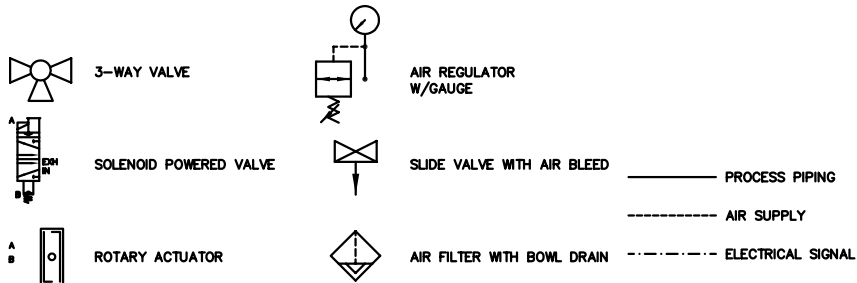 3-WAY VALVE
AIR REGULATOR
W/GAUGE
A
EXH
IN
B
SOLENOID POWERED VALVE
SLIDE VALVE WITH AIR BLEED
PROCESS PIPING
AIR SUPPLY
A
B
ROTARY ACTUATOR
AIR FILTER WITH BOWL DRAIN
ELECTRICAL SIGNAL